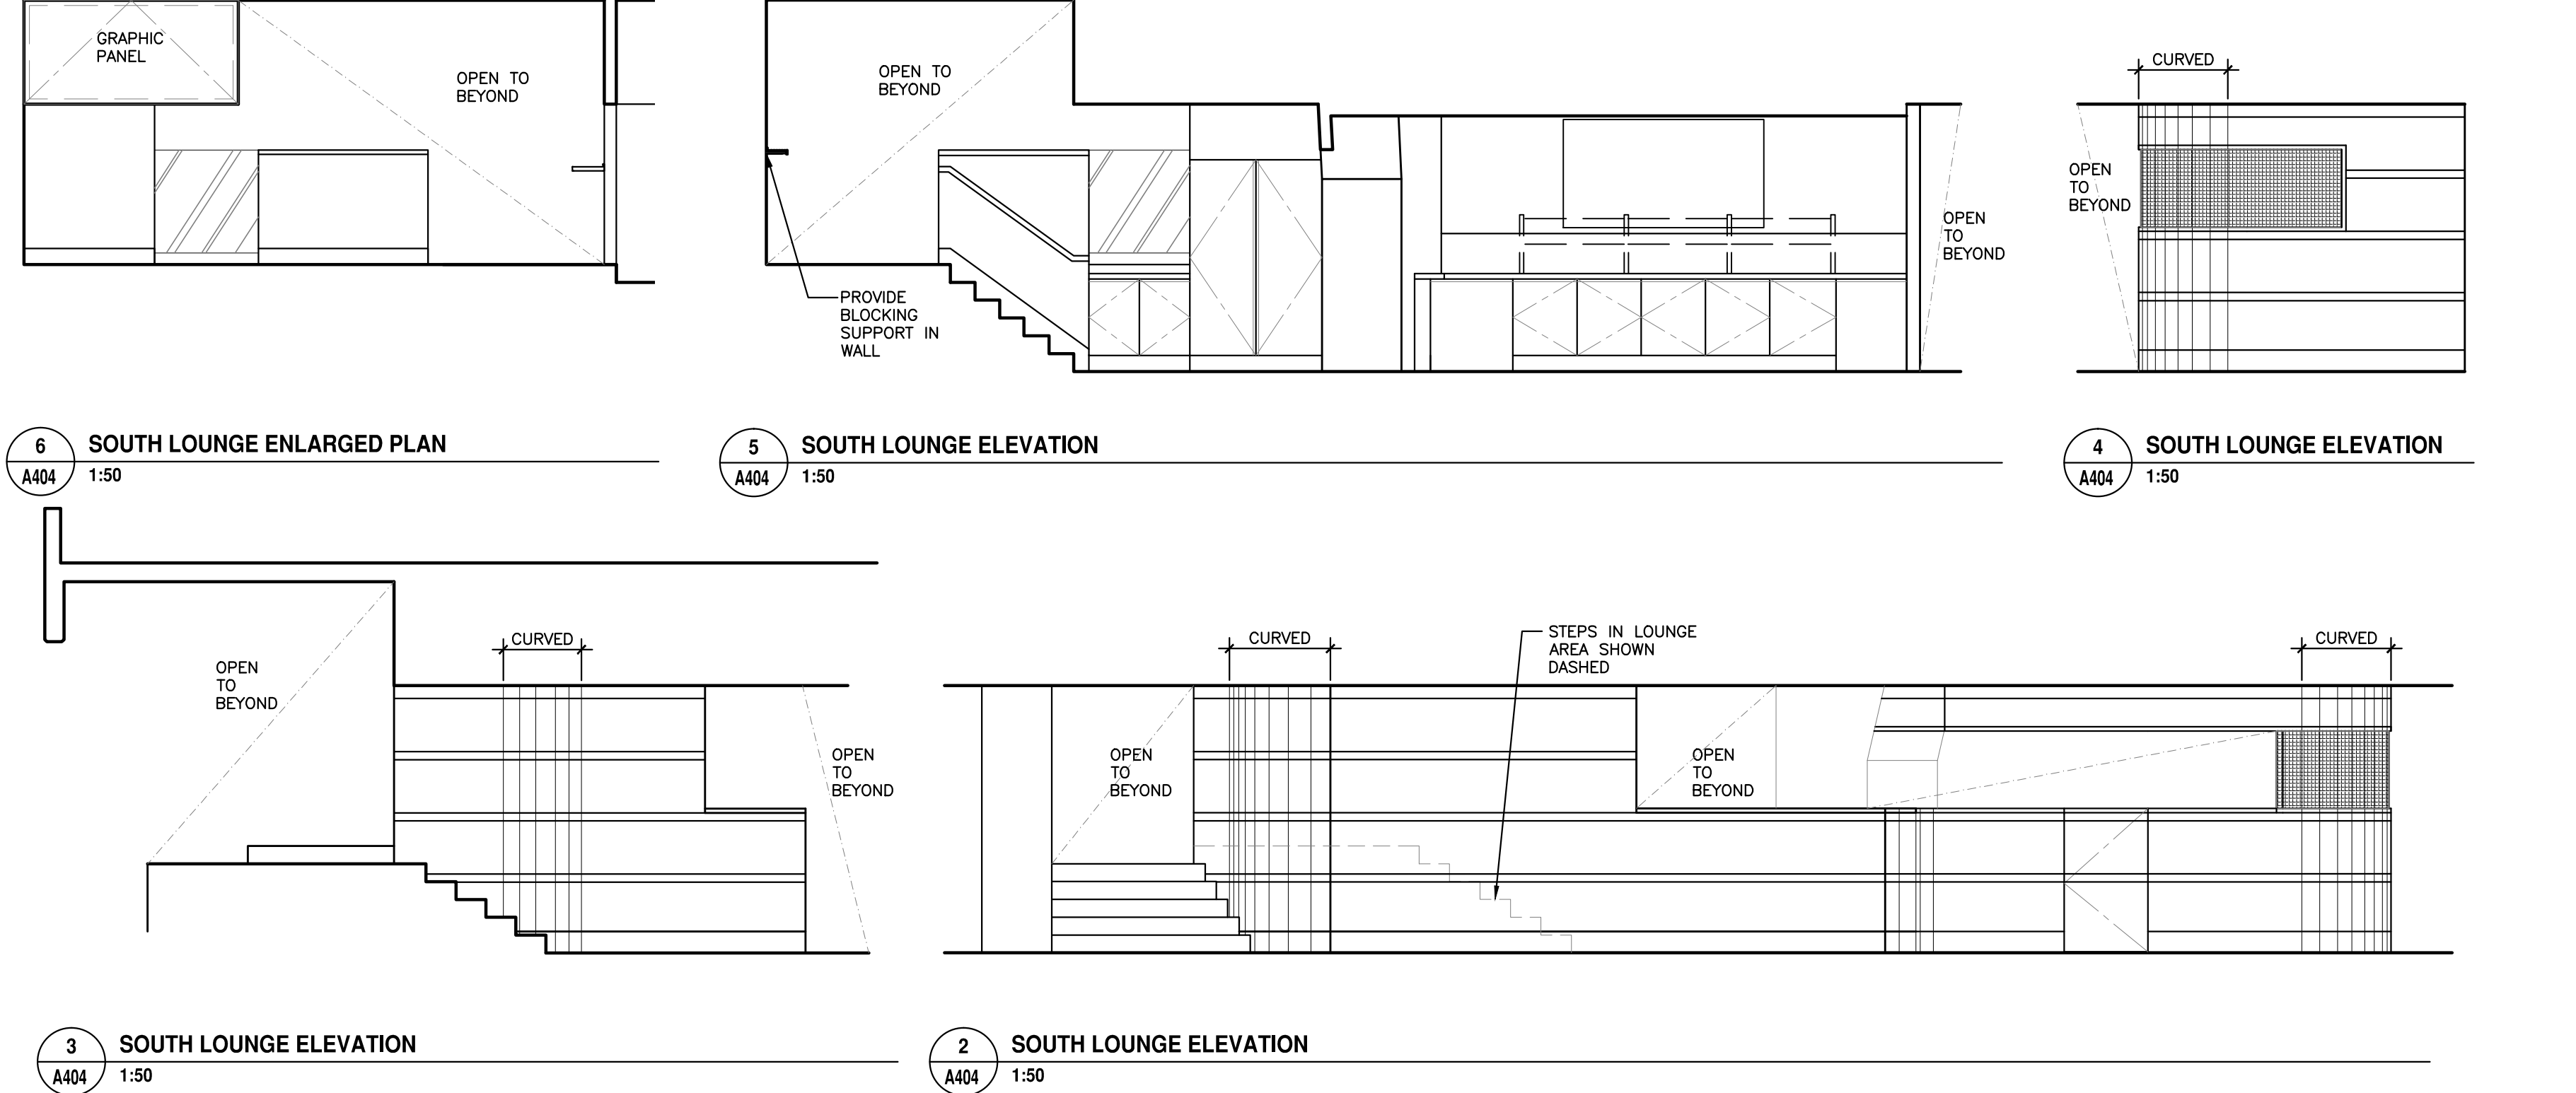 GRAPHIC
PANEL
OPEN TO
BEYOND
OPEN TO
BEYOND
PROVIDE
BLOCKING
SUPPORT IN
WALL
OPEN
TO
BEYOND
CURVED
OPEN
TO
BEYOND
6
A404
SOUTH LOUNGE ENLARGED PLAN
1:50
5
A404
SOUTH LOUNGE ELEVATION
1:50
4
A404
SOUTH LOUNGE ELEVATION
1:50
OPEN
TO
BEYOND
CURVED
OPEN
TO
BEYOND
CURVED
OPEN
TO
BEYOND
STEPS IN LOUNGE
AREA SHOWN
DASHED
OPEN
TO
BEYOND
CURVED
3
A404
SOUTH LOUNGE ELEVATION
1:50
2
A404
SOUTH LOUNGE ELEVATION
1:50